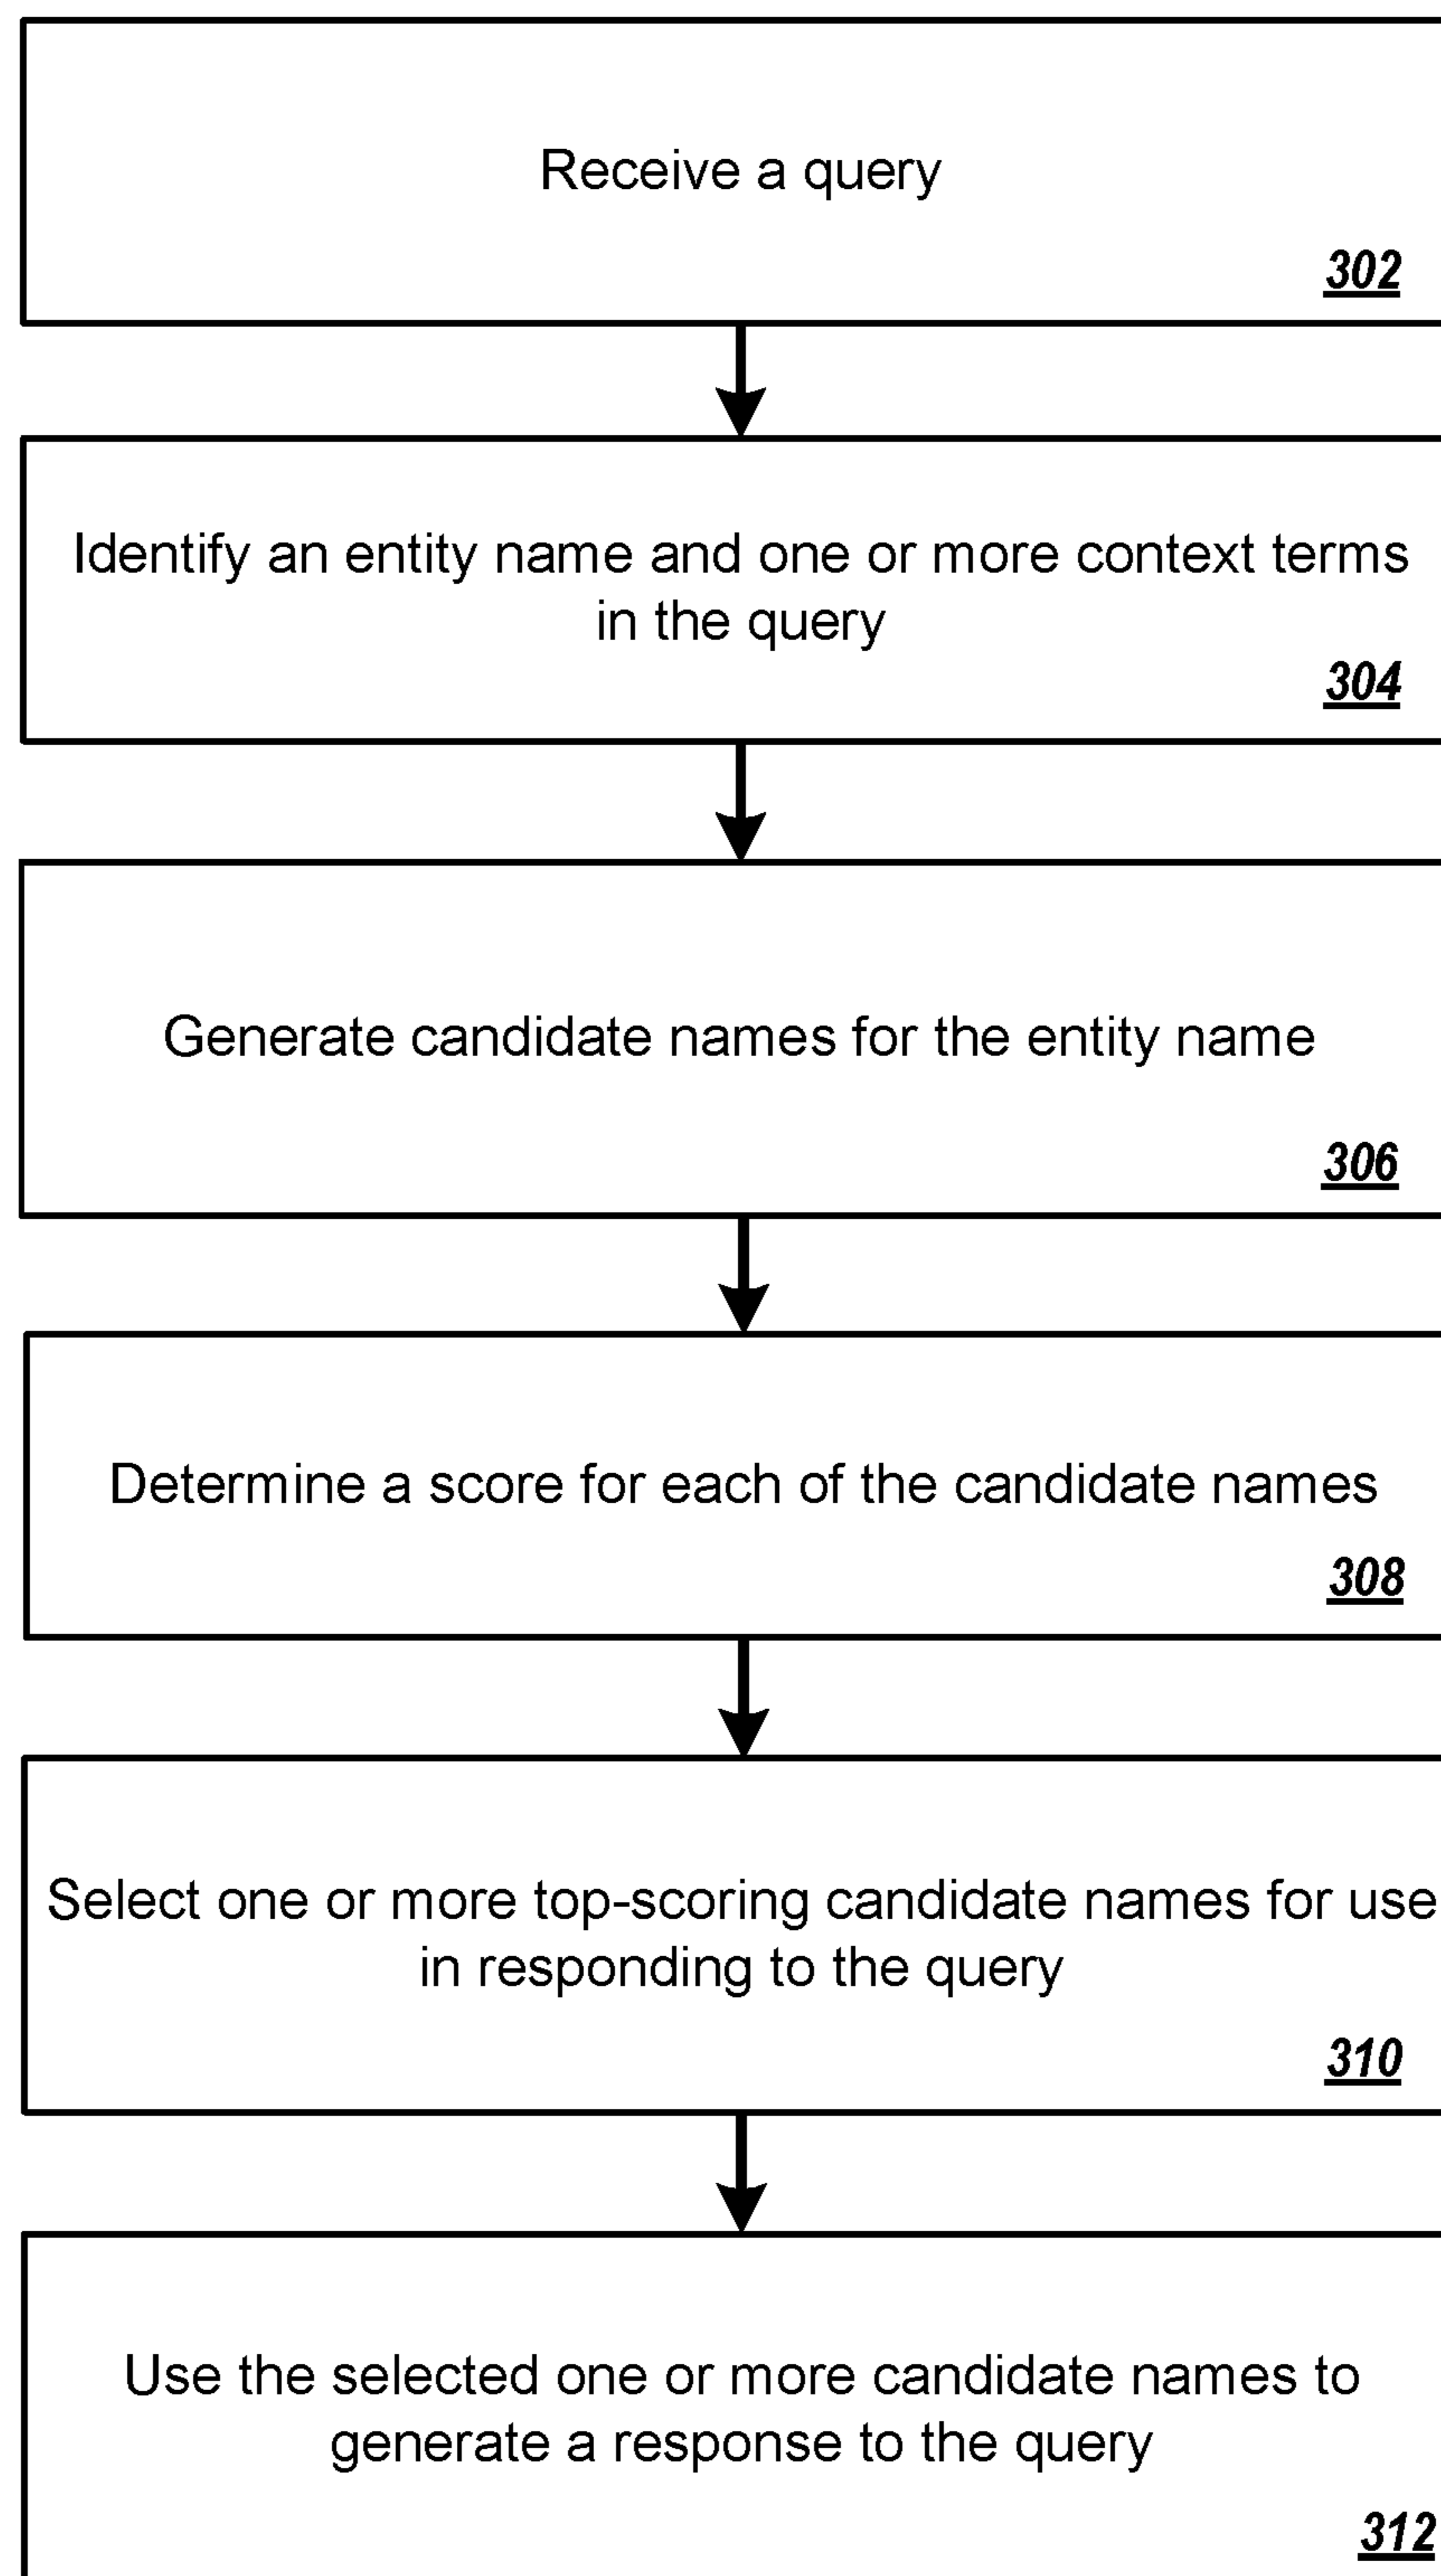 Receive a query
302
Identify an entity name and one or more context terms
in the query
304
Generate candidate names for the entity name
306
Determine a score for each of the candidate names
308
Select one or more top-scoring candidate names for use
in responding to the query
310
Use the selected one or more candidate names to
generate a response to the query
312